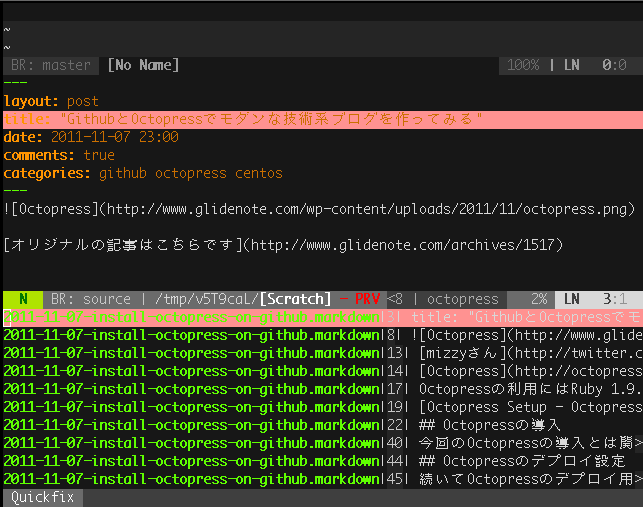 ~
~
BR: master [No Name] 100% | LN 0:0
---
layout: post
title: "GithubとOctopressでモダンな技術系ブログを作ってみる"
date: 2011-11-07 23:00
comments: true
categories: github octopress centos
---
![Octopress](http://www.glidenote.com/wp-content/uploads/2011/11/octopress.png)
[オリジナルの記事はこちらです](http://www.glidenote.com/archives/1517)
N BR: source | /tmp/v5T9caL/[Scratch] - PRV <8 | octopress 2% LN 3:1
2011-11-07-install-octopress-on-github.markdown|3| title: "GithubとOctopressでモ
2011-11-07-install-octopress-on-github.markdown|8| ![Octopress](http://www.glide
2011-11-07-install-octopress-on-github.markdown|13| [mizzyさん](http://twitter.c
2011-11-07-install-octopress-on-github.markdown|14| [Octopress](http://octopress
2011-11-07-install-octopress-on-github.markdown|17| Octopressの利用にはRuby 1.9.
2011-11-07-install-octopress-on-github.markdown|19| [Octopress Setup - Octopress
2011-11-07-install-octopress-on-github.markdown|22| ## Octopressの導入
2011-11-07-install-octopress-on-github.markdown|40| 今回のOctopressの導入とは関>
2011-11-07-install-octopress-on-github.markdown|44| ## Octopressのデプロイ設定
2011-11-07-install-octopress-on-github.markdown|45| 続いてOctopressのデプロイ用>
Quickfix